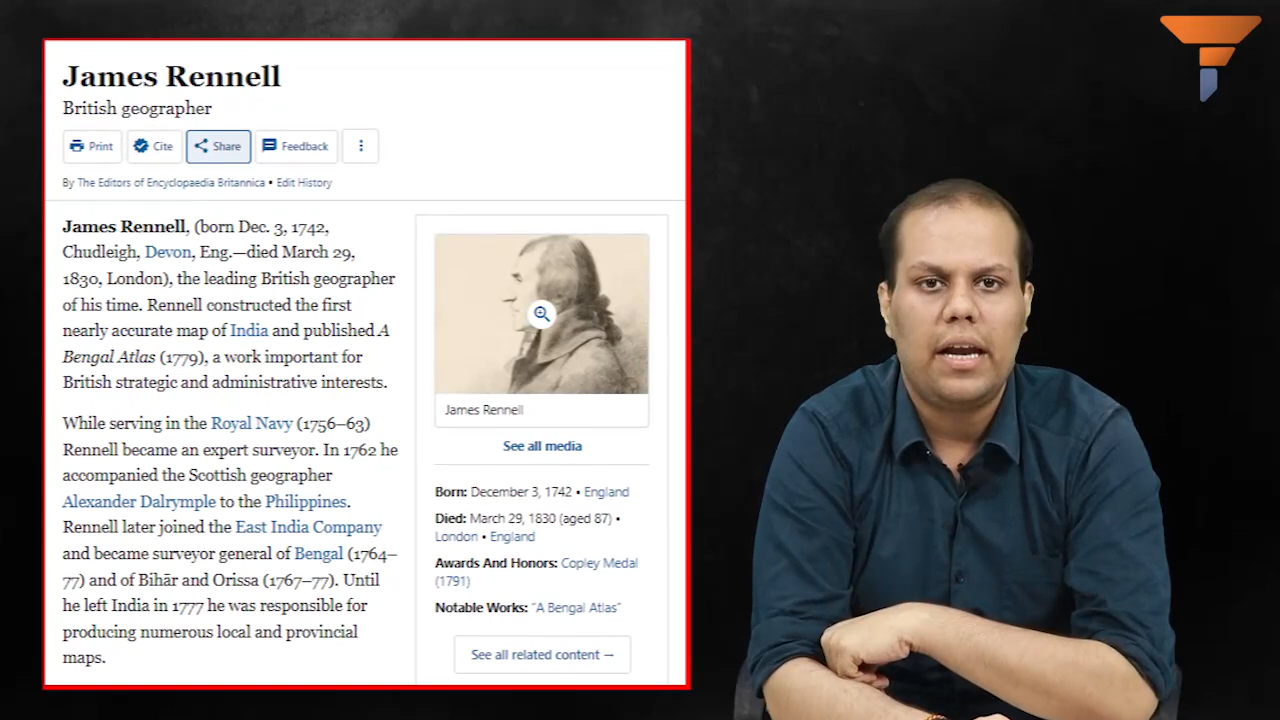 James Rennell
British geographer
Print
Cite
Share
Feedback
By The Editors of Encyclopaedia Britannica • Edit History
James Rennell, (born Dec. 3, 1742,
Chudleigh, Devon, Eng.—died March 29,
1830, London), the leading British geographer
of his time. Rennell constructed the first
nearly accurate map of India and published A
Bengal Atlas (1779), a work important for
British strategic and administrative interests.
While serving in the Royal Navy (1756–63)
Rennell became an expert surveyor. In 1762 he
accompanied the Scottish geographer
Alexander Dalrymple to the Philippines.
Rennell later joined the East India Company
and became surveyor general of Bengal (1764–
77) and of Bihār and Orissa (1767–77). Until
he left India in 1777 he was responsible for
producing numerous local and provincial
maps.
James Rennell
See all media
Born: December 3, 1742 • England
Died: March 29, 1830 (aged 87) •
London • England
Awards And Honors: Copley Medal
(1791)
Notable Works: "A Bengal Atlas"
See all related content →